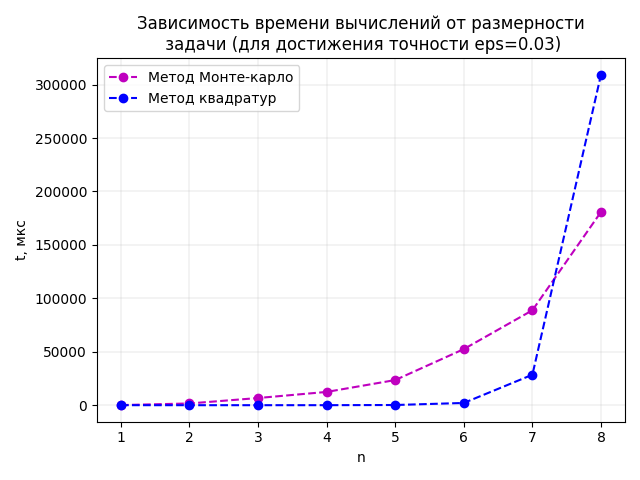 Зависимость времени вычислений от размерности
задачи (для достижения точности eps=0.03)
Метод Монте-карло
Метод квадратур
t, мкс
300000
250000
200000
150000
100000
50000
0
1 2 3 4 5 6 7 8
n